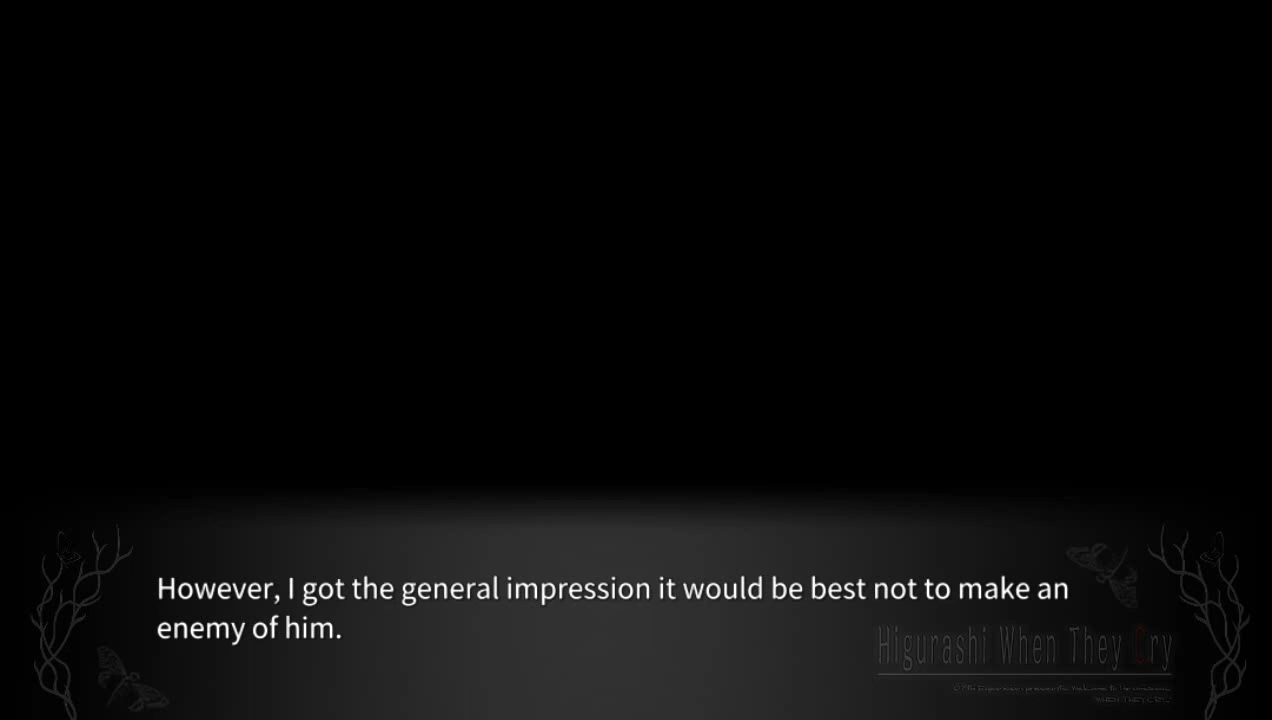 However, I got the general impression it would be best not to make an
enemy of him.
Higurashi When They Cry